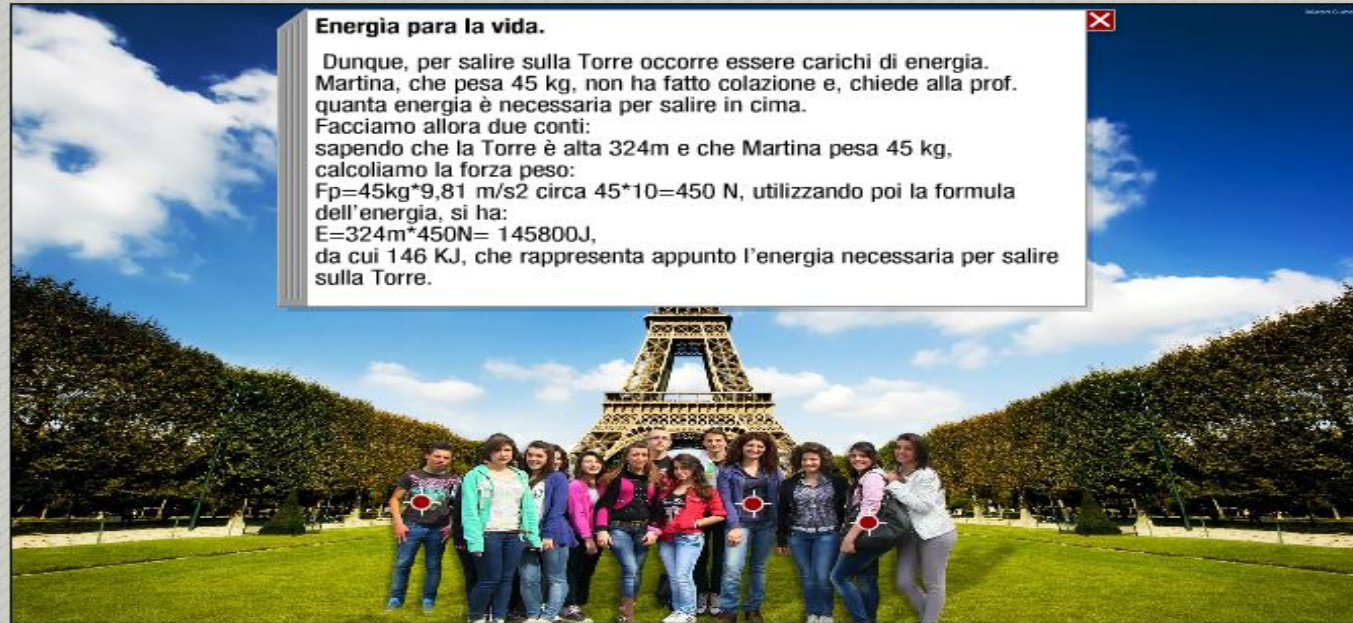 Energia para la vida.
Dunque, per salire sulla Torre occorre essere carichi di energia.
Martina, che pesa 45 kg, non ha fatto colazione e, chiede alla prof.
quanta energia è necessaria per salire in cima.
Facciamo allora due conti:
sapendo che la Torre è alta 324m e che Martina pesa 45 kg,
calcoliamo la forza peso:
Fp=45kg*9,81 m/s2 circa 45*10=450 N, utilizzando poi la formula
dell'energia, si ha:
E=324m*450N= 145800J,
da cui 146 KJ, che rappresenta appunto l'energia necessaria per salire
sulla Torre.